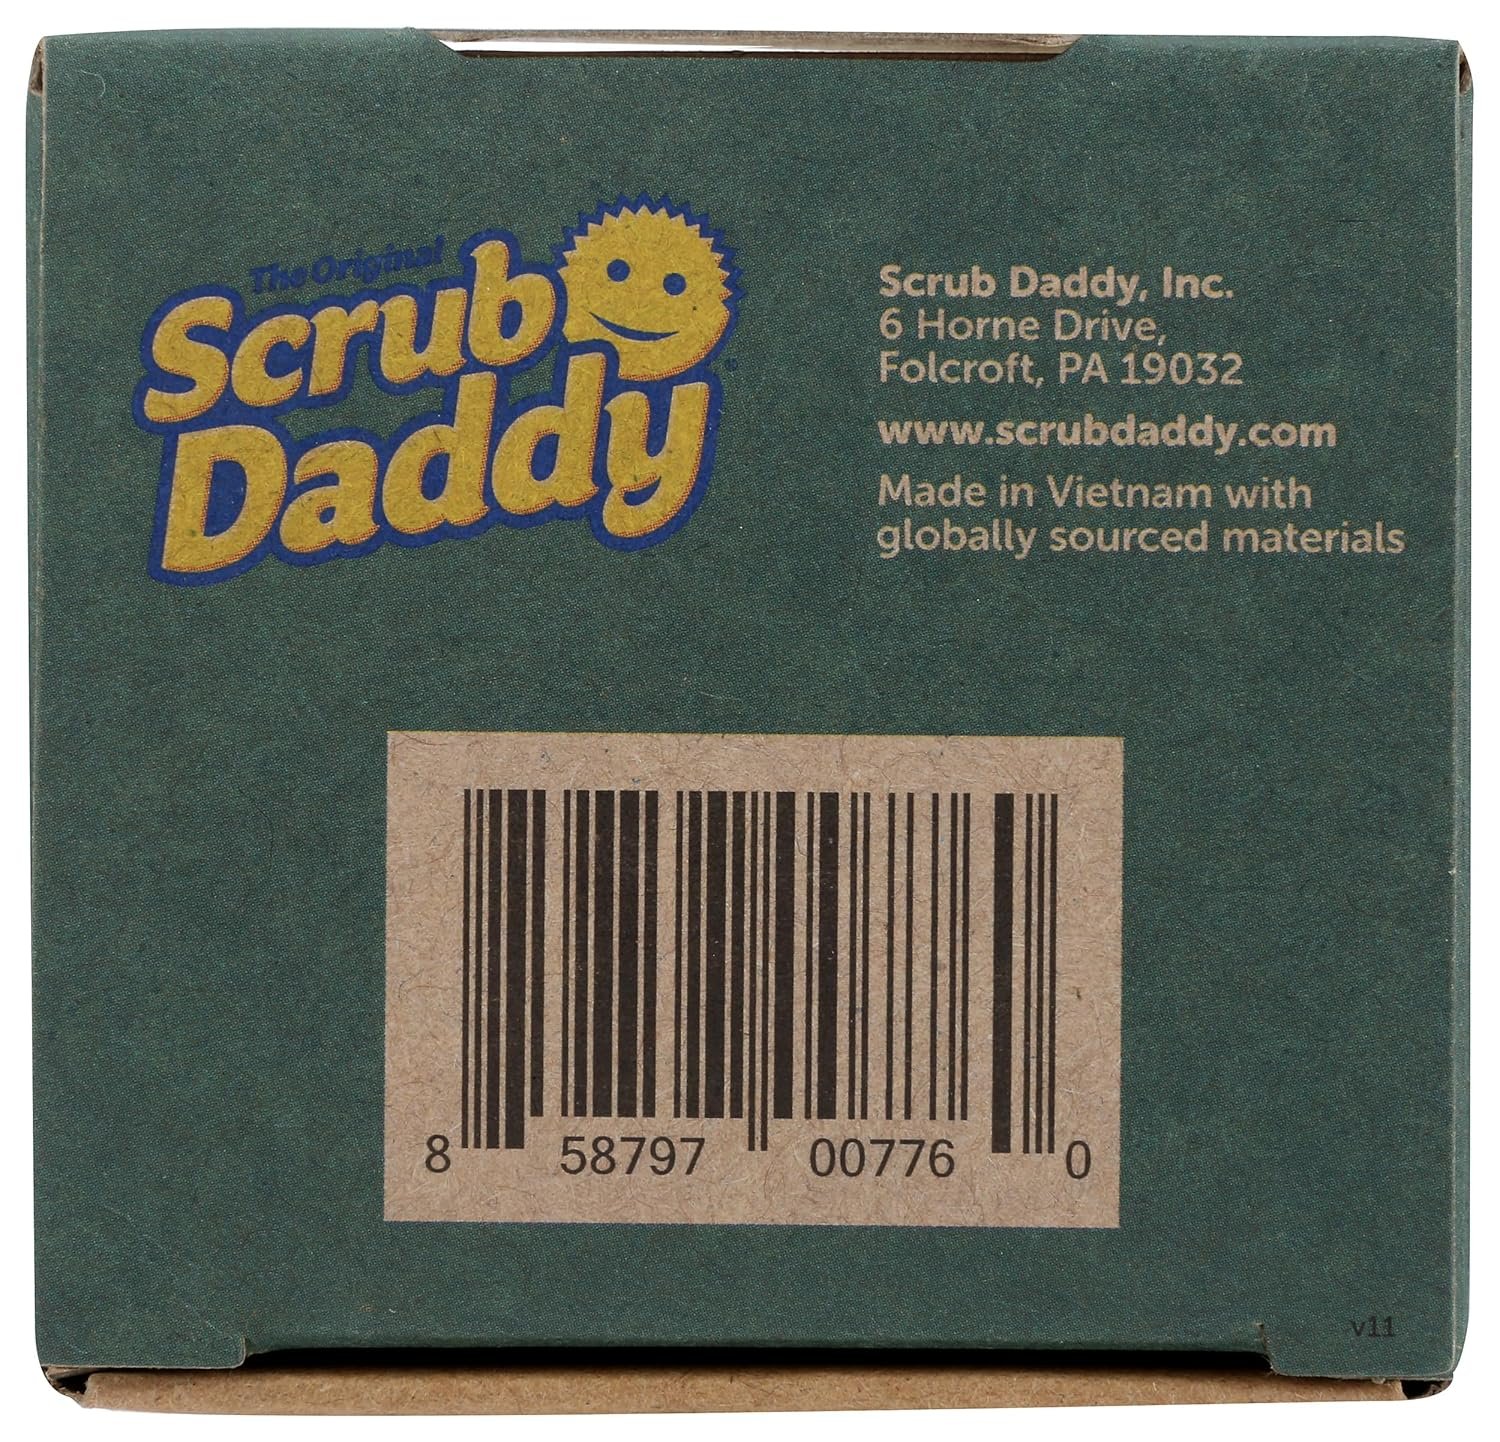 The Original
Scrub
Daddy
®
Scrub Daddy, Inc.
6 Horne Drive,
Folcroft, PA 19032
www.scrubdaddy.com
Made in Vietnam with
globally sourced materials
8 58797 00776 0
v11